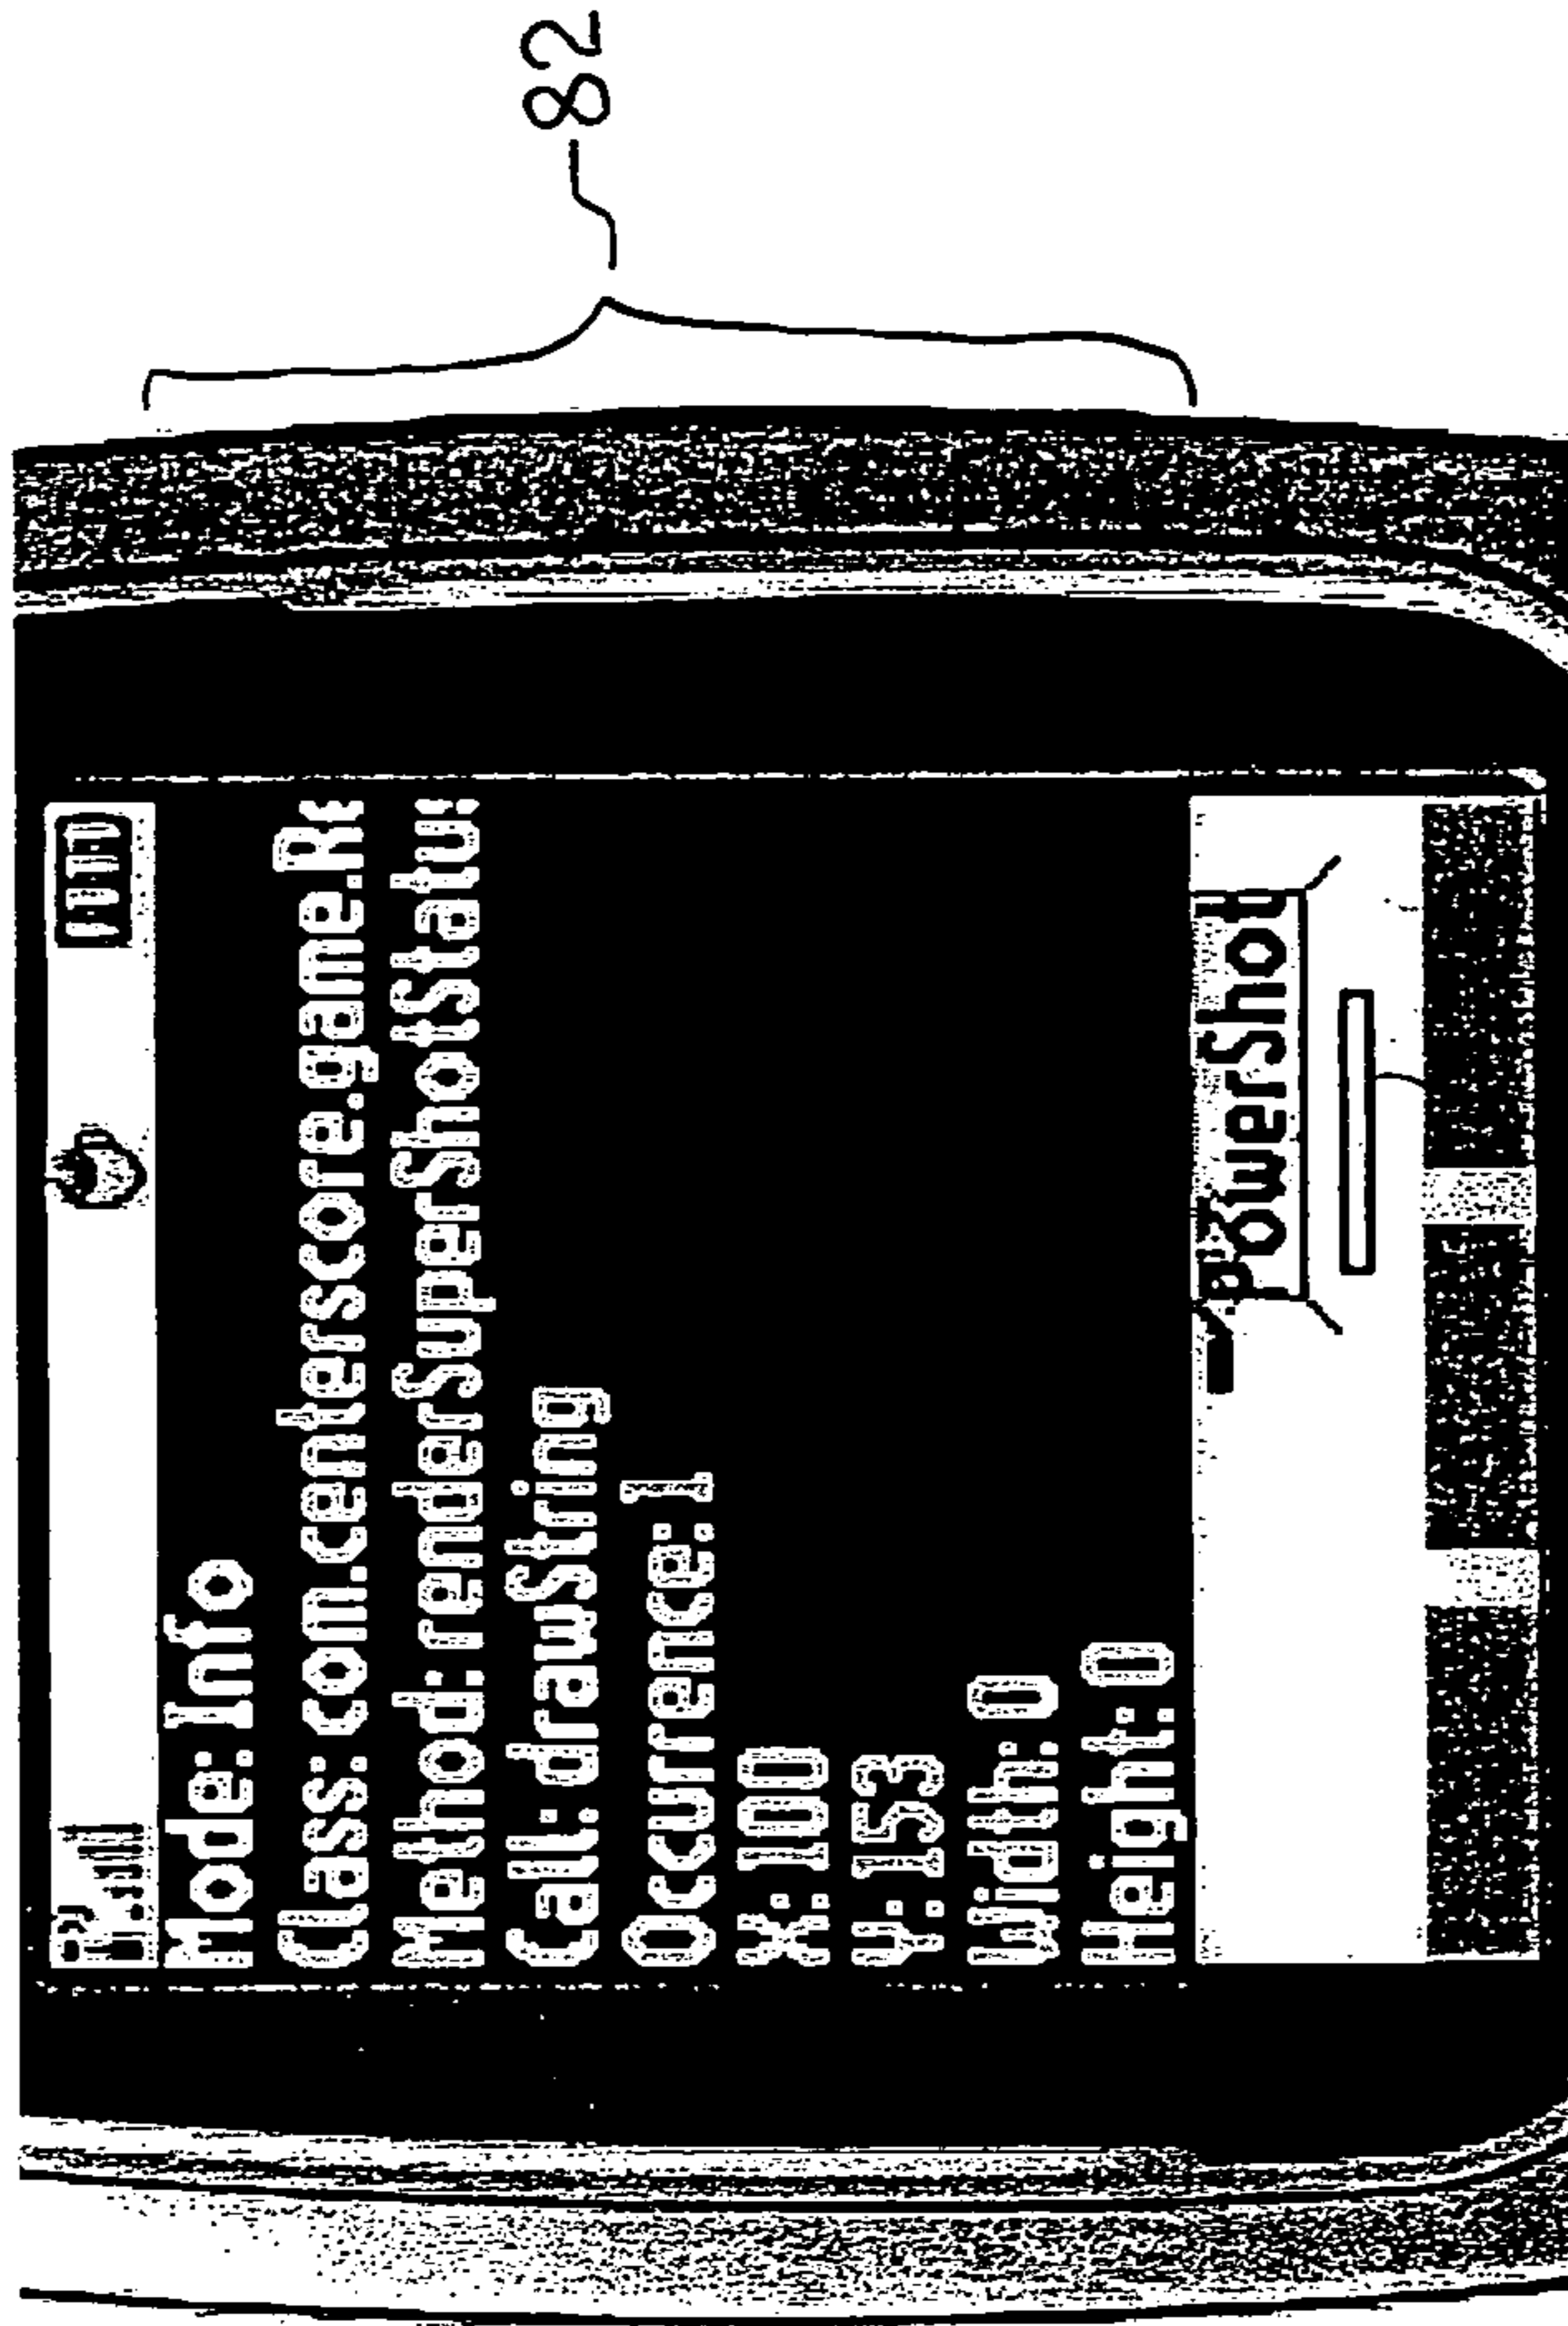 82
Mode: Info
Class: com.centerscore.game.Re
Method: renderSuperShotStatu
Call: drawString
Occurrence: 1
X: 100
Y: 153
Width: 0
Height: 0
PowerShot